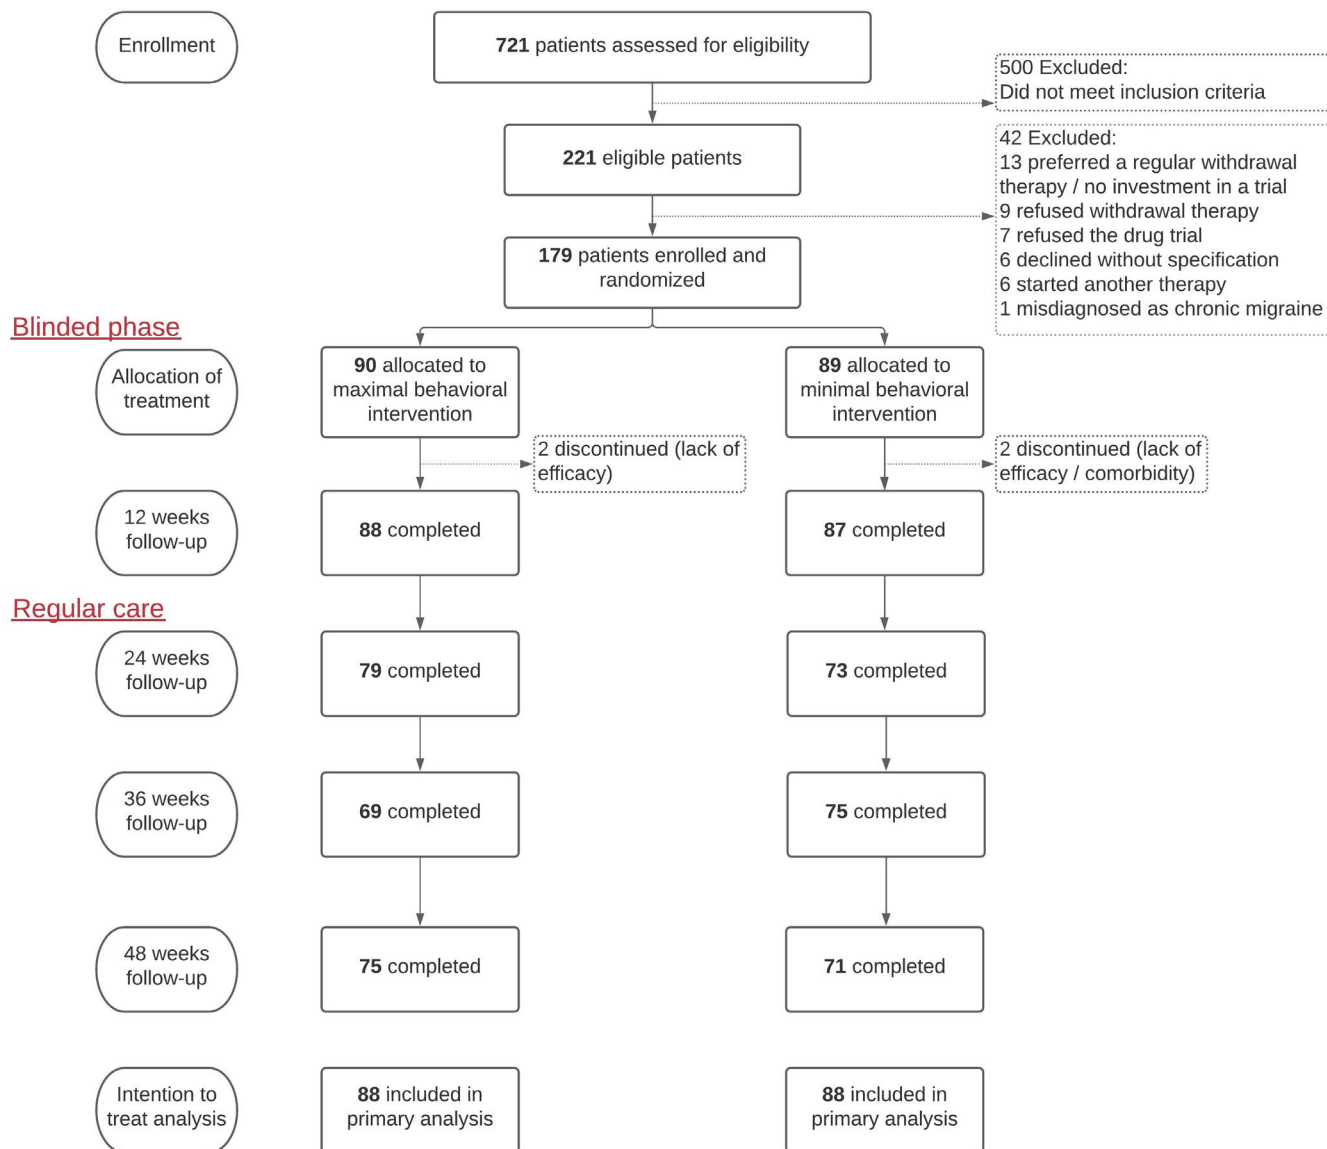 Enrollment
721 patients assessed for eligibility
500 Excluded:
Did not meet inclusion criteria
221 eligible patients
42 Excluded:
13 preferred a regular withdrawal
therapy / no investment in a trial
9 refused withdrawal therapy
7 refused the drug trial
6 declined without specification
6 started another therapy
1 misdiagnosed as chronic migraine
179 patients enrolled and
randomized
Blinded phase
Allocation of
treatment
90 allocated to
maximal behavioral
intervention
89 allocated to
minimal behavioral
intervention
2 discontinued (lack of
efficacy)
2 discontinued (lack of
efficacy / comorbidity)
12 weeks
follow-up
88 completed
87 completed
Regular care
24 weeks
follow-up
79 completed
73 completed
36 weeks
follow-up
69 completed
75 completed
48 weeks
follow-up
75 completed
71 completed
Intention to
treat analysis
88 included in
primary analysis
88 included in
primary analysis